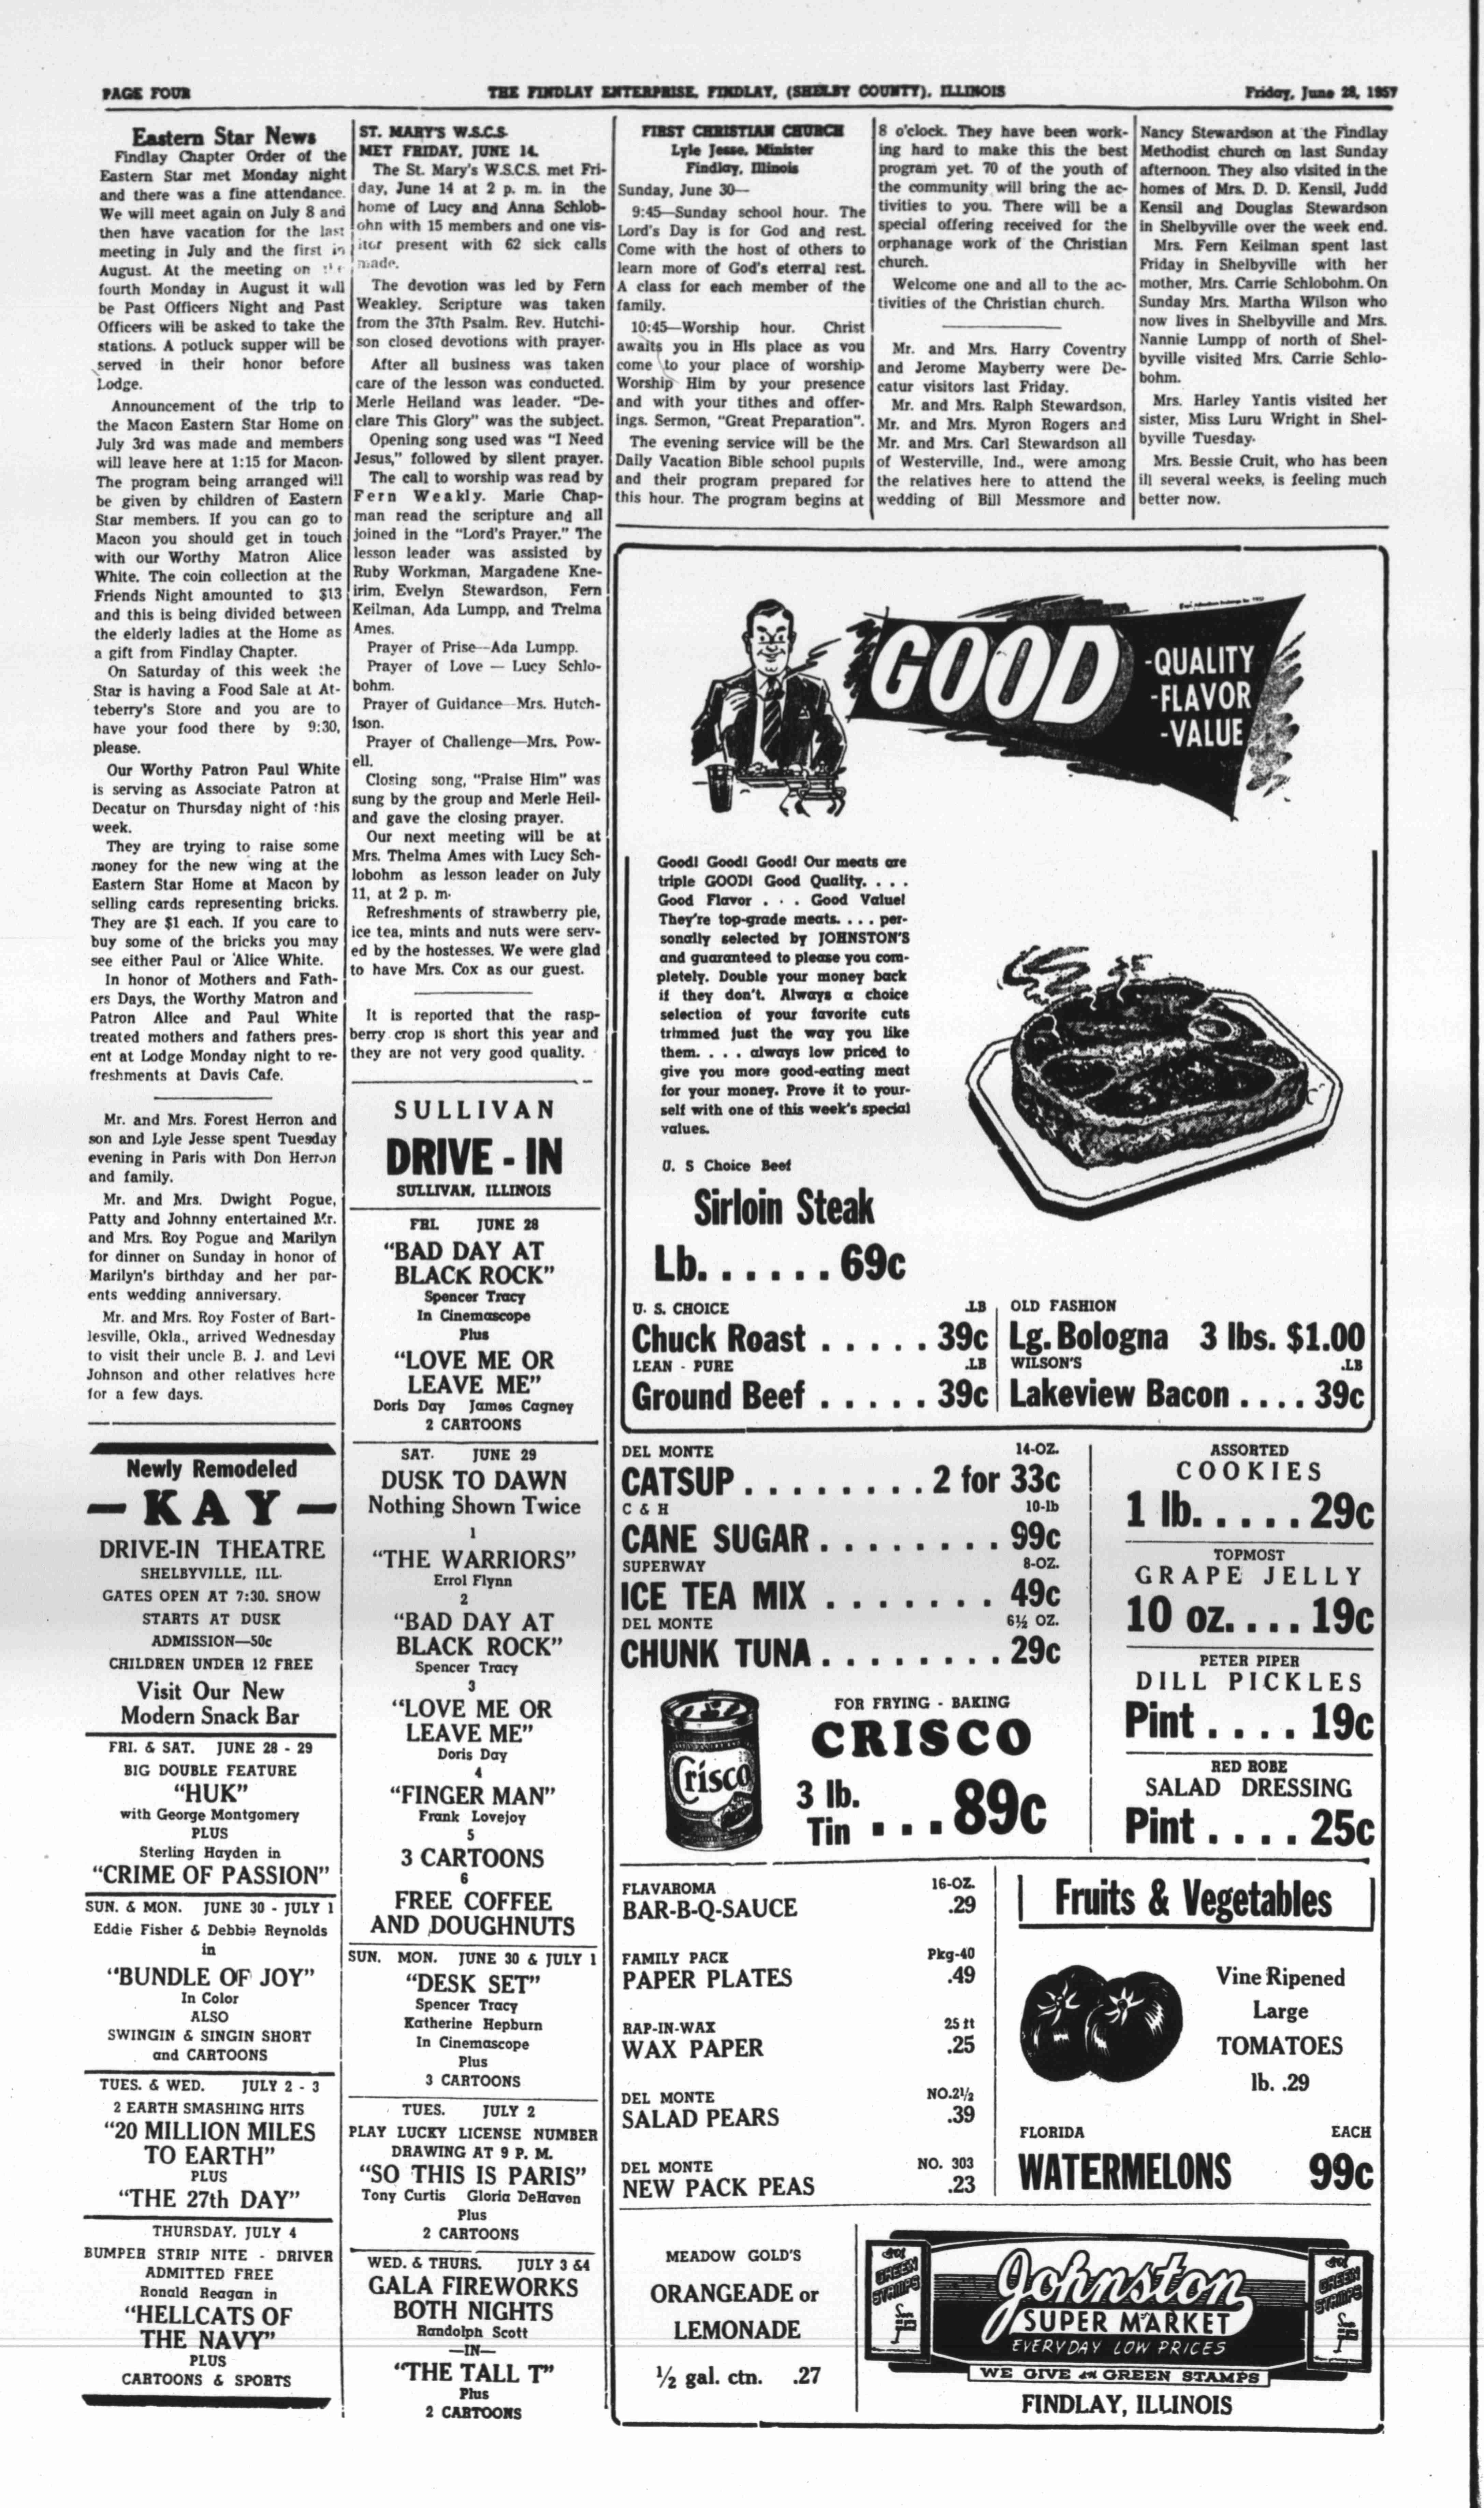 PAGE FOUR
THE FINDLAY ENTERPRISE, FINDLAY, (SHELBY COUNTY), ILLINOIS
Friday, June 28, 1957
Eastern Star News
Findlay Chapter Order of the
Eastern Star met Monday night
and there was a fine attendance.
We will meet again on July 8 and
then have vacation for the last
meeting in July and the first in
August. At the meeting on the
fourth Monday in August it will
be Past Officers Night and Past
Officers will be asked to take the
stations. A potluck supper will be
served in their honor before
Lodge.
Announcement of the trip to
the Macon Eastern Star Home on
July 3rd was made and members
will leave here at 1:15 for Macon.
The program being arranged will
be given by children of Eastern
Star members. If you can go to
Macon you should get in touch
with our Worthy Matron Alice
White. The coin collection at the
Friends Night amounted to $13
and this is being divided between
the elderly ladies at the Home as
a gift from Findlay Chapter.
On Saturday of this week the
Star is having a Food Sale at At-
teberry's Store and you are to
have your food there by 9:30,
please.
Our Worthy Patron Paul White
is serving as Associate Patron at
Decatur on Thursday night of this
week.
They are trying to raise some
money for the new wing at the
Eastern Star Home at Macon by
selling cards representing bricks.
They are $1 each. If you care to
buy some of the bricks you may
see either Paul or Alice White.
In honor of Mothers and Fath-
ers Days, the Worthy Matron and
Patron Alice and Paul White
treated mothers and fathers pres-
ent at Lodge Monday night to re-
freshments at Davis Cafe.
Mr. and Mrs. Forest Herron and
son and Lyle Jesse spent Tuesday
evening in Paris with Don Herron
and family.
Mr. and Mrs. Dwight Pogue,
Patty and Johnny entertained Mr.
and Mrs. Roy Pogue and Marilyn
for dinner on Sunday in honor of
Marilyn's birthday and her par-
ents wedding anniversary.
Mr. and Mrs. Roy Foster of Bart-
lesville, Okla., arrived Wednesday
to visit their uncle B. J. and Levi
Johnson and other relatives here
for a few days.
Newly Remodeled
—KAY—
DRIVE-IN THEATRE
SHELBYVILLE, ILL.
GATES OPEN AT 7:30. SHOW
STARTS AT DUSK
ADMISSION—50c
CHILDREN UNDER 12 FREE
Visit Our New
Modern Snack Bar
FRI. & SAT. JUNE 28 - 29
BIG DOUBLE FEATURE
"HUK"
with George Montgomery
PLUS
Sterling Hayden in
"CRIME OF PASSION"
SUN. & MON. JUNE 30 - JULY 1
Eddie Fisher & Debbie Reynolds
in
"BUNDLE OF JOY"
In Color
ALSO
SWINGIN & SINGIN SHORT
and CARTOONS
TUES. & WED. JULY 2 - 3
2 EARTH SMASHING HITS
"20 MILLION MILES
TO EARTH"
PLUS
"THE 27th DAY"
THURSDAY, JULY 4
BUMPER STRIP NITE - DRIVER
ADMITTED FREE
Ronald Reagan in
"HELLCATS OF
THE NAVY"
PLUS
CARTOONS & SPORTS
ST. MARY'S W.S.C.S
MET FRIDAY, JUNE 14.
The St. Mary's W.S.C.S. met Fri-
day, June 14 at 2 p. m. in the
home of Lucy and Anna Schlob-
ohn with 15 members and one vis-
itor present with 62 sick calls
made.
The devotion was led by Fern
Weakley. Scripture was taken
from the 37th Psalm. Rev. Hutchi-
son closed devotions with prayer.
After all business was taken
care of the lesson was conducted.
Merle Heiland was leader. "De-
clare This Glory" was the subject.
Opening song used was "I Need
Jesus," followed by silent prayer.
The call to worship was read by
Fern Weakly. Marie Chap-
man read the scripture and all
joined in the "Lord's Prayer." The
lesson leader was assisted by
Ruby Workman, Margadene Kne-
irim, Evelyn Stewardson, Fern
Keilman, Ada Lumpp, and Trelma
Ames.
Prayer of Prise—Ada Lumpp.
Prayer of Love — Lucy Schlo-
bohm.
Prayer of Guidance—Mrs. Hutch-
ison.
Prayer of Challenge—Mrs. Pow-
ell.
Closing song, "Praise Him" was
sung by the group and Merle Heil-
and gave the closing prayer.
Our next meeting will be at
Mrs. Thelma Ames with Lucy Sch-
lobohm as lesson leader on July
11, at 2 p. m.
Refreshments of strawberry pie,
ice tea, mints and nuts were serv-
ed by the hostesses. We were glad
to have Mrs. Cox as our guest.
It is reported that the rasp-
berry crop is short this year and
they are not very good quality.
SULLIVAN
DRIVE - IN
SULLIVAN, ILLINOIS
FRI. JUNE 28
"BAD DAY AT
BLACK ROCK"
Spencer Tracy
In Cinemascope
Plus
"LOVE ME OR
LEAVE ME"
Doris Day James Cagney
2 CARTOONS
SAT. JUNE 29
DUSK TO DAWN
Nothing Shown Twice
1
"THE WARRIORS"
Errol Flynn
2
"BAD DAY AT
BLACK ROCK"
Spencer Tracy
3
"LOVE ME OR
LEAVE ME"
Doris Day
4
"FINGER MAN"
Frank Lovejoy
5
3 CARTOONS
6
FREE COFFEE
AND DOUGHNUTS
SUN. MON. JUNE 30 & JULY 1
"DESK SET"
Spencer Tracy
Katherine Hepburn
In Cinemascope
Plus
3 CARTOONS
TUES. JULY 2
PLAY LUCKY LICENSE NUMBER
DRAWING AT 9 P. M.
"SO THIS IS PARIS"
Tony Curtis Gloria DeHaven
Plus
2 CARTOONS
WED. & THURS. JULY 3 &4
GALA FIREWORKS
BOTH NIGHTS
Randolph Scott
—IN—
"THE TALL T"
Plus
2 CARTOONS
FIRST CHRISTIAN CHURCH
Lyle Jesse, Minister
Findlay, Illinois
Sunday, June 30—
9:45—Sunday school hour. The
Lord's Day is for God and rest.
Come with the host of others to
learn more of God's eterral rest.
A class for each member of the
family.
10:45—Worship hour. Christ
awaits you in His place as you
come to your place of worship.
Worship Him by your presence
and with your tithes and offer-
ings. Sermon, "Great Preparation".
The evening service will be the
Daily Vacation Bible school pupils
and their program prepared for
this hour. The program begins at
8 o'clock. They have been work-
ing hard to make this the best
program yet. 70 of the youth of
the community will bring the ac-
tivities to you. There will be a
special offering received for the
orphanage work of the Christian
church.
Welcome one and all to the ac-
tivities of the Christian church.
Mr. and Mrs. Harry Coventry
and Jerome Mayberry were De-
catur visitors last Friday.
Mr. and Mrs. Ralph Stewardson,
Mr. and Mrs. Myron Rogers and
Mr. and Mrs. Carl Stewardson all
of Westerville, Ind., were among
the relatives here to attend the
wedding of Bill Messmore and
Nancy Stewardson at the Findlay
Methodist church on last Sunday
afternoon. They also visited in the
homes of Mrs. D. D. Kensil, Judd
Kensil and Douglas Stewardson
in Shelbyville over the week end.
Mrs. Fern Keilman spent last
Friday in Shelbyville with her
mother, Mrs. Carrie Schlobohm. On
Sunday Mrs. Martha Wilson who
now lives in Shelbyville and Mrs.
Nannie Lumpp of north of Shel-
byville visited Mrs. Carrie Schlo-
bohm.
Mrs. Harley Yantis visited her
sister, Miss Luru Wright in Shel-
byville Tuesday.
Mrs. Bessie Cruit, who has been
ill several weeks, is feeling much
better now.
GOOD
-QUALITY
-FLAVOR
-VALUE
Good! Good! Good! Our meats are
triple GOOD! Good Quality. . . .
Good Flavor . . . Good Value!
They're top-grade meats. . . . per-
sonally selected by JOHNSTON'S
and guaranteed to please you com-
pletely. Double your money back
if they don't. Always a choice
selection of your favorite cuts
trimmed just the way you like
them. . . . always low priced to
give you more good-eating meat
for your money. Prove it to your-
self with one of this week's special
values.
U. S Choice Beef
Sirloin Steak
Lb. . . . . . . 69c
U. S. CHOICE .LB
Chuck Roast . . . . . 39c
LEAN - PURE .LB
Ground Beef . . . . . 39c
OLD FASHION
Lg. Bologna 3 lbs. $1.00
WILSON'S .LB
Lakeview Bacon . . . . 39c
DEL MONTE 14-OZ.
CATSUP . . . . . . . . . 2 for 33c
C & H 10-lb
CANE SUGAR . . . . . . . . . 99c
SUPERWAY 8-OZ.
ICE TEA MIX . . . . . . . . 49c
DEL MONTE 6½ OZ.
CHUNK TUNA . . . . . . . . . 29c
FOR FRYING - BAKING
CRISCO
Crisco
3 lb.
Tin . . . 89c
ASSORTED
COOKIES
1 lb. . . . . . 29c
TOPMOST
GRAPE JELLY
10 oz. . . . . 19c
PETER PIPER
DILL PICKLES
Pint . . . . 19c
RED ROBE
SALAD DRESSING
Pint . . . . 25c
FLAVAROMA 16-OZ.
BAR-B-Q-SAUCE .29
FAMILY PACK Pkg-40
PAPER PLATES .49
RAP-IN-WAX 25 ft
WAX PAPER .25
DEL MONTE NO.2½
SALAD PEARS .39
DEL MONTE NO. 303
NEW PACK PEAS .23
Fruits & Vegetables
Vine Ripened
Large
TOMATOES
lb. .29
FLORIDA EACH
WATERMELONS 99c
MEADOW GOLD'S
ORANGEADE or
LEMONADE
½ gal. ctn. .27
S&H GREEN STAMPS
Johnston
SUPER MARKET
EVERYDAY LOW PRICES
WE GIVE S&H GREEN STAMPS
S&H GREEN STAMPS
FINDLAY, ILLINOIS